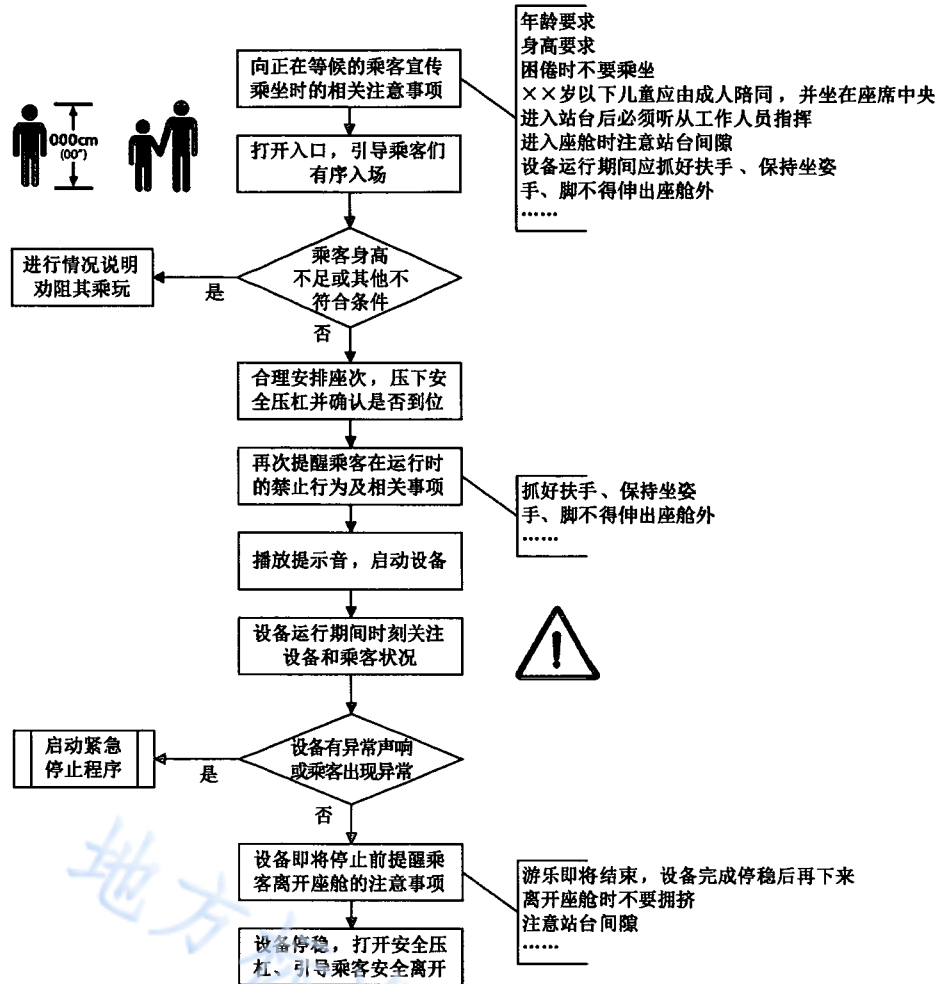 年龄要求
身高要求
困倦时不要乘坐
××岁以下儿童应由成人陪同，并坐在座席中央
进入站台后必须听从工作人员指挥
进入座舱时注意站台间隙
设备运行期间应抓好扶手、保持坐姿
手、脚不得伸出座舱外
……
向正在等候的乘客宣传
乘坐时的相关注意事项
000cm
(00")
打开入口，引导乘客们
有序入场
乘客身高
不足或其他不
符合条件
进行情况说明
劝阻其乘玩
是
否
合理安排座次，压下安
全压杠并确认是否到位
再次提醒乘客在运行时
的禁止行为及相关事项
抓好扶手、保持坐姿
手、脚不得伸出座舱外
……
播放提示音，启动设备
设备运行期间时刻关注
设备和乘客状况
!
设备有异常声响
或乘客出现异常
启动紧急
停止程序
是
否
设备即将停止前提醒乘
客离开座舱的注意事项
游乐即将结束，设备完成停稳后再下来
离开座舱时不要拥挤
注意站台间隙
……
设备停稳，打开安全压
杠、引导乘客安全离开
地方